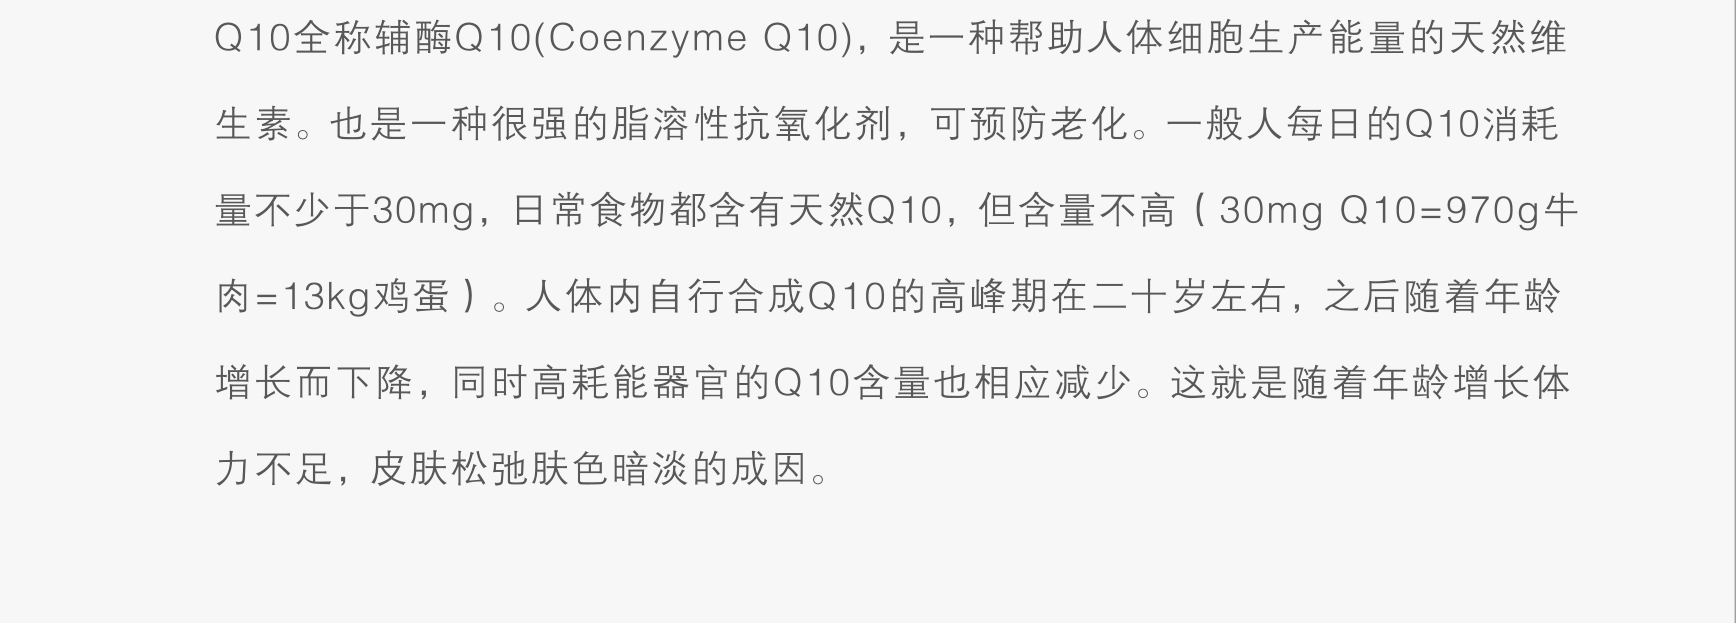 Q10全称辅酶Q10(Coenzyme Q10)，是一种帮助人体细胞生产能量的天然维
生素。也是一种很强的脂溶性抗氧化剂，可预防老化。一般人每日的Q10消耗
量不少于30mg，日常食物都含有天然Q10，但含量不高（30mg Q10=970g牛
肉=13kg鸡蛋）。人体内自行合成Q10的高峰期在二十岁左右，之后随着年龄
增长而下降，同时高耗能器官的Q10含量也相应减少。这就是随着年龄增长体
力不足，皮肤松弛肤色暗淡的成因。